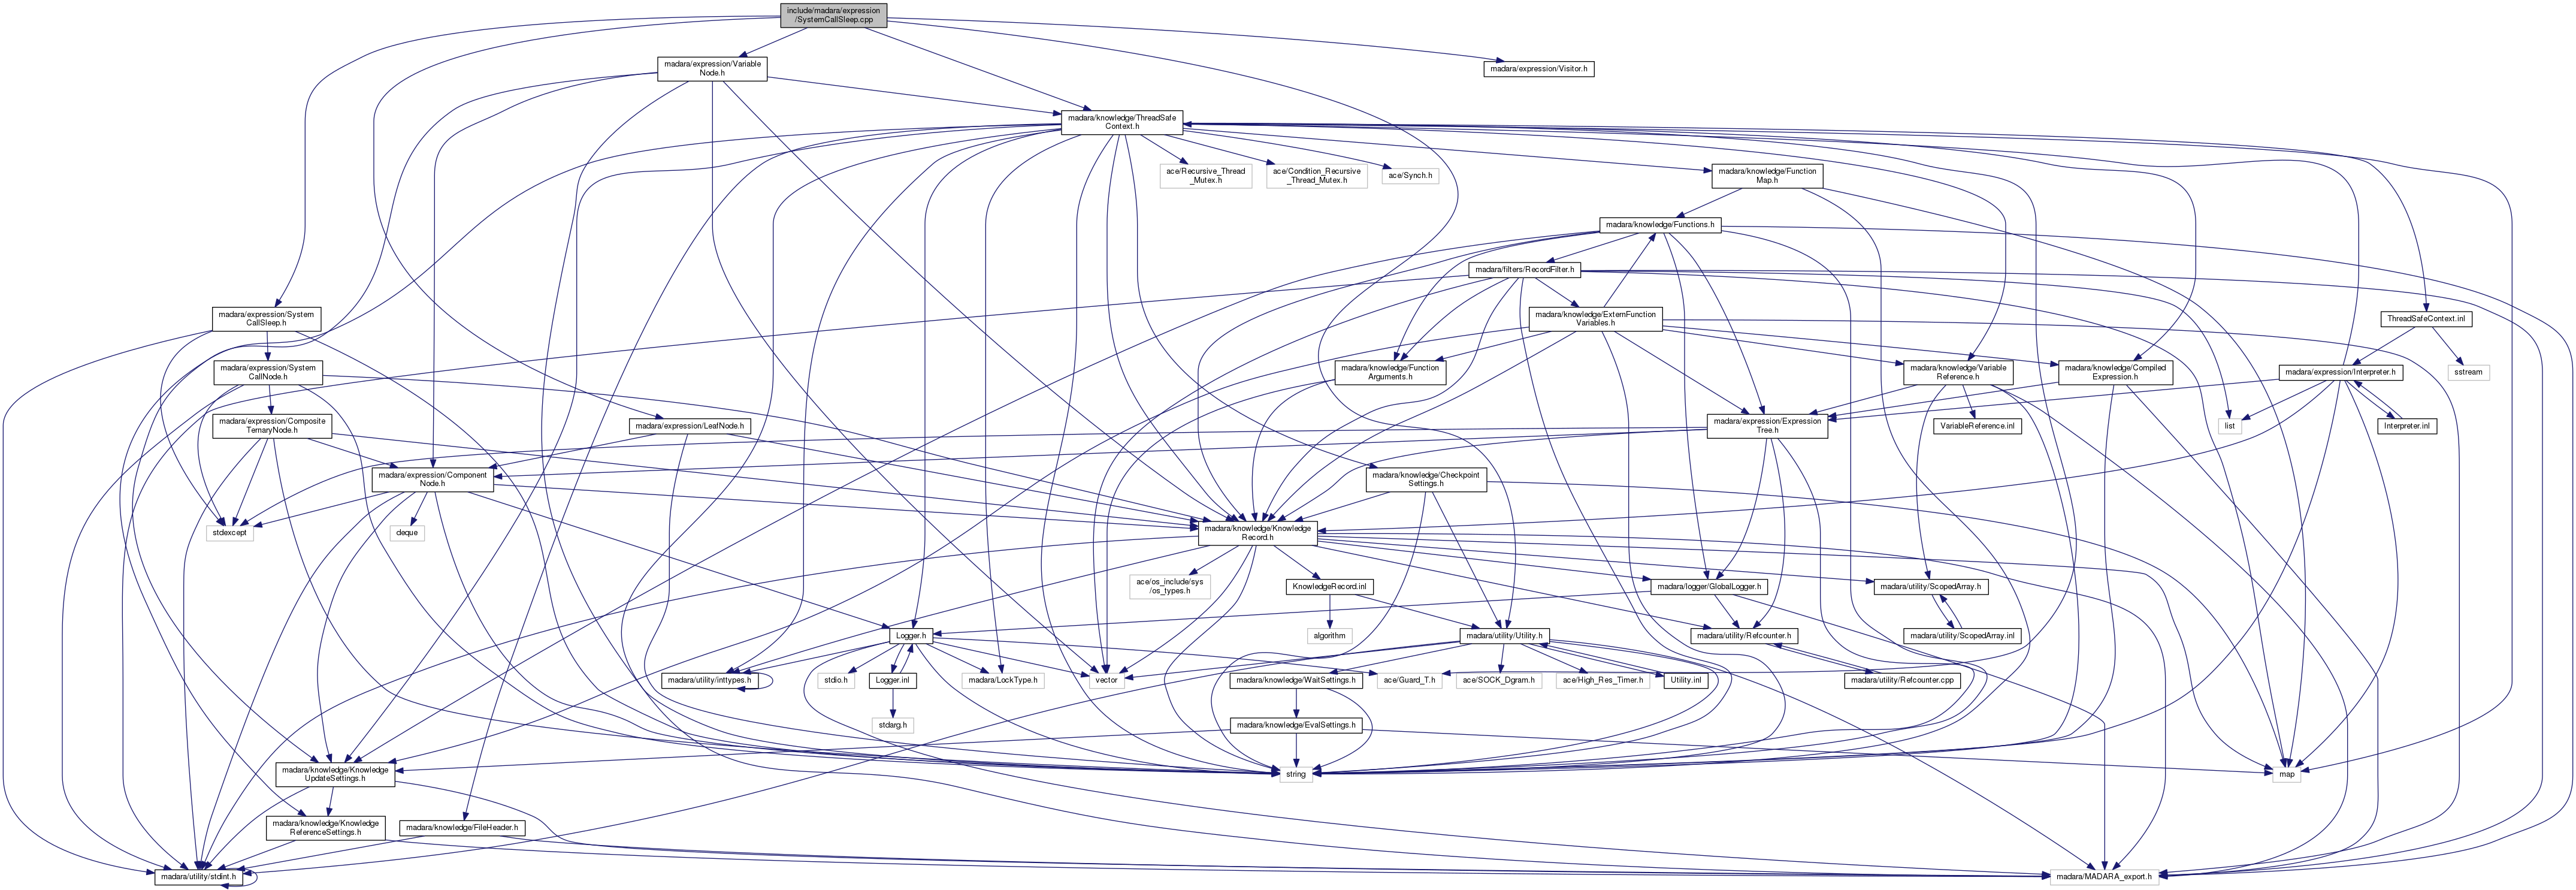 include/madara/expression
/SystemCallSleep.cpp
madara/expression/Variable
Node.h
madara/expression/Visitor.h
madara/knowledge/ThreadSafe
Context.h
ace/Recursive_Thread
_Mutex.h
ace/Condition_Recursive
_Thread_Mutex.h
ace/Synch.h
madara/knowledge/Function
Map.h
madara/knowledge/Functions.h
madara/filters/RecordFilter.h
madara/expression/System
CallSleep.h
madara/knowledge/ExternFunction
Variables.h
ThreadSafeContext.inl
madara/expression/System
CallNode.h
madara/knowledge/Function
Arguments.h
madara/knowledge/Variable
Reference.h
madara/knowledge/Compiled
Expression.h
madara/expression/Interpreter.h
sstream
madara/expression/Composite
TernaryNode.h
madara/expression/LeafNode.h
madara/expression/Expression
Tree.h
VariableReference.inl
list
Interpreter.inl
madara/expression/Component
Node.h
madara/knowledge/Checkpoint
Settings.h
stdexcept
deque
madara/knowledge/Knowledge
Record.h
ace/os_include/sys
/os_types.h
KnowledgeRecord.inl
madara/logger/GlobalLogger.h
madara/utility/ScopedArray.h
Logger.h
algorithm
madara/utility/Utility.h
madara/utility/Refcounter.h
madara/utility/ScopedArray.inl
madara/utility/inttypes.h
stdio.h
Logger.inl
madara/LockType.h
vector
madara/knowledge/WaitSettings.h
ace/Guard_T.h
ace/SOCK_Dgram.h
ace/High_Res_Timer.h
Utility.inl
madara/utility/Refcounter.cpp
stdarg.h
madara/knowledge/EvalSettings.h
madara/knowledge/Knowledge
UpdateSettings.h
string
map
madara/knowledge/Knowledge
ReferenceSettings.h
madara/knowledge/FileHeader.h
madara/utility/stdint.h
madara/MADARA_export.h